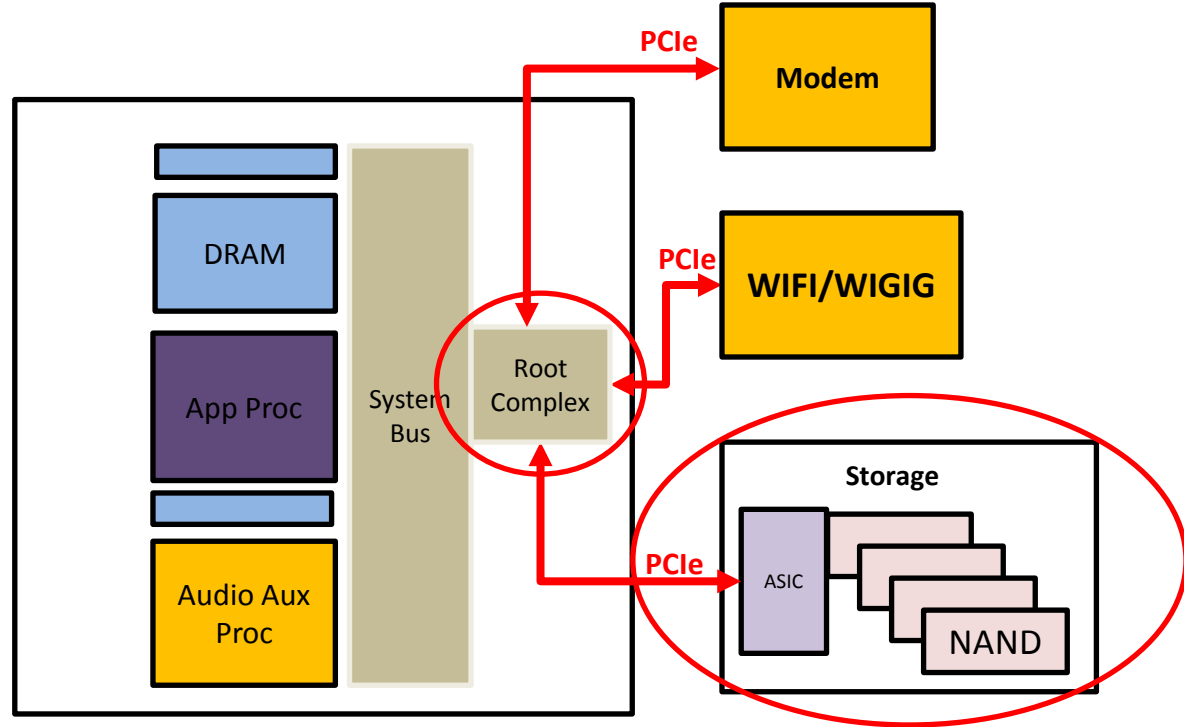 PCIe
Modem
DRAM
PCIe
WIFI/WIGIG
App Proc
System
Bus
Root
Complex
Storage
PCIe
ASIC
Audio Aux
Proc
NAND